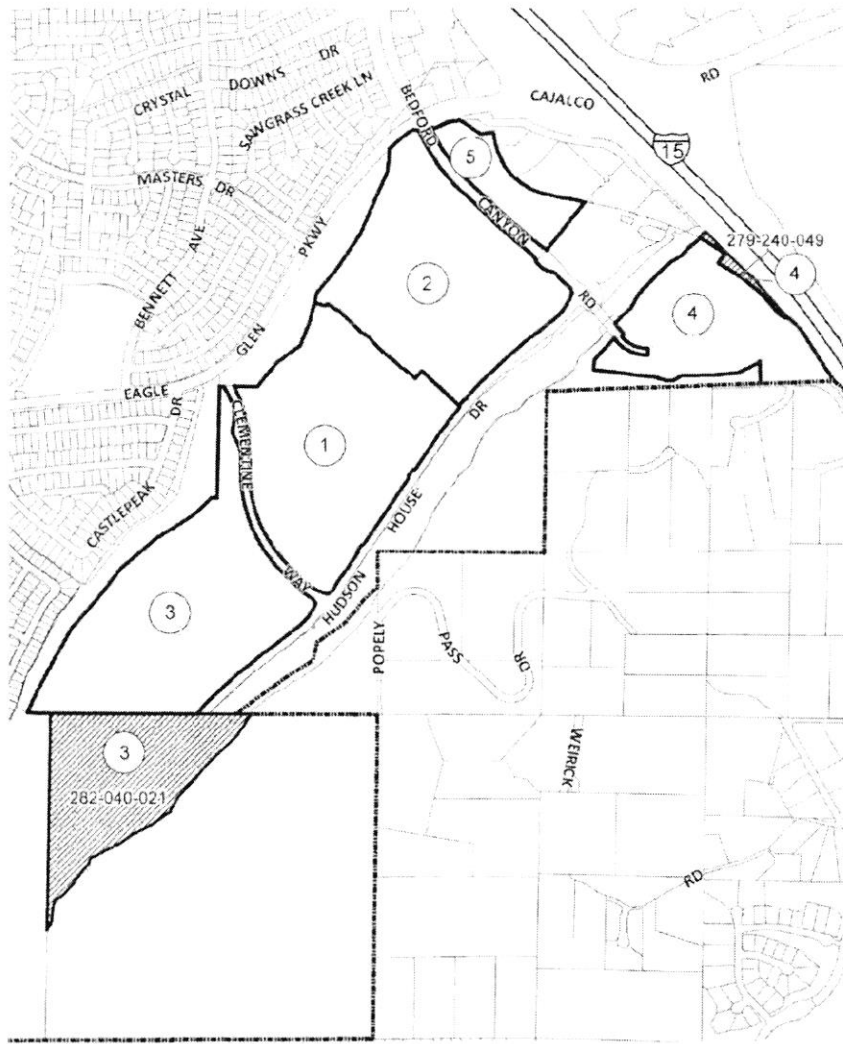 CRYSTAL DOWNS DR
SAWGRASS CREEK LN
MASTERS DR
BENNETT AVE
EAGLE GLEN PKWY
CASTLEPEAK DR
BEDFORD CANYON RD
CAJALCO RD
15
5
279-240-049
4
4
2
1
CLEMENTINE WAY
HUDSON HOUSE DR
3
POPELY
PASS DR
WEIRICK RD
3
282-040-021